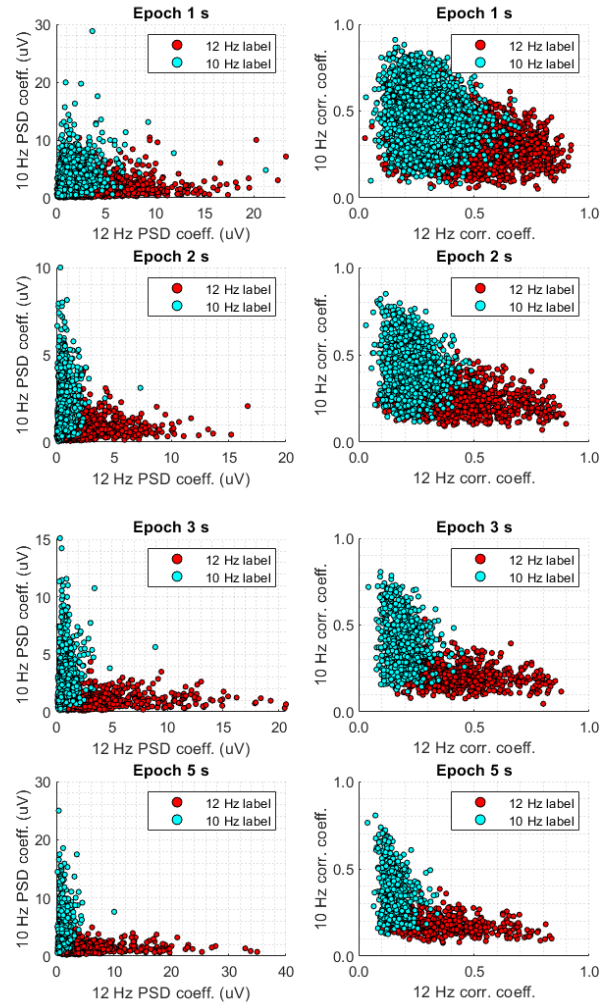 Epoch 1 s
10 Hz PSD coeff. (uV)
30
20
10
0
12 Hz label
10 Hz label
0 5 10 15 20
12 Hz PSD coeff. (uV)
Epoch 1 s
10 Hz corr. coeff.
1.0
0.5
0.0
12 Hz label
10 Hz label
0.0 0.5 1.0
12 Hz corr. coeff.
Epoch 2 s
10 Hz PSD coeff. (uV)
10
5
0
12 Hz label
10 Hz label
0 5 10 15 20
12 Hz PSD coeff. (uV)
Epoch 2 s
10 Hz corr. coeff.
1.0
0.5
0.0
12 Hz label
10 Hz label
0.0 0.5 1.0
12 Hz corr. coeff.
Epoch 3 s
10 Hz PSD coeff. (uV)
15
10
5
0
12 Hz label
10 Hz label
0 5 10 15 20
12 Hz PSD coeff. (uV)
Epoch 3 s
10 Hz corr. coeff.
1.0
0.5
0.0
12 Hz label
10 Hz label
0.0 0.5 1.0
12 Hz corr. coeff.
Epoch 5 s
10 Hz PSD coeff. (uV)
30
20
10
0
12 Hz label
10 Hz label
0 10 20 30 40
12 Hz PSD coeff. (uV)
Epoch 5 s
10 Hz corr. coeff.
1.0
0.5
0.0
12 Hz label
10 Hz label
0.0 0.5 1.0
12 Hz corr. coeff.